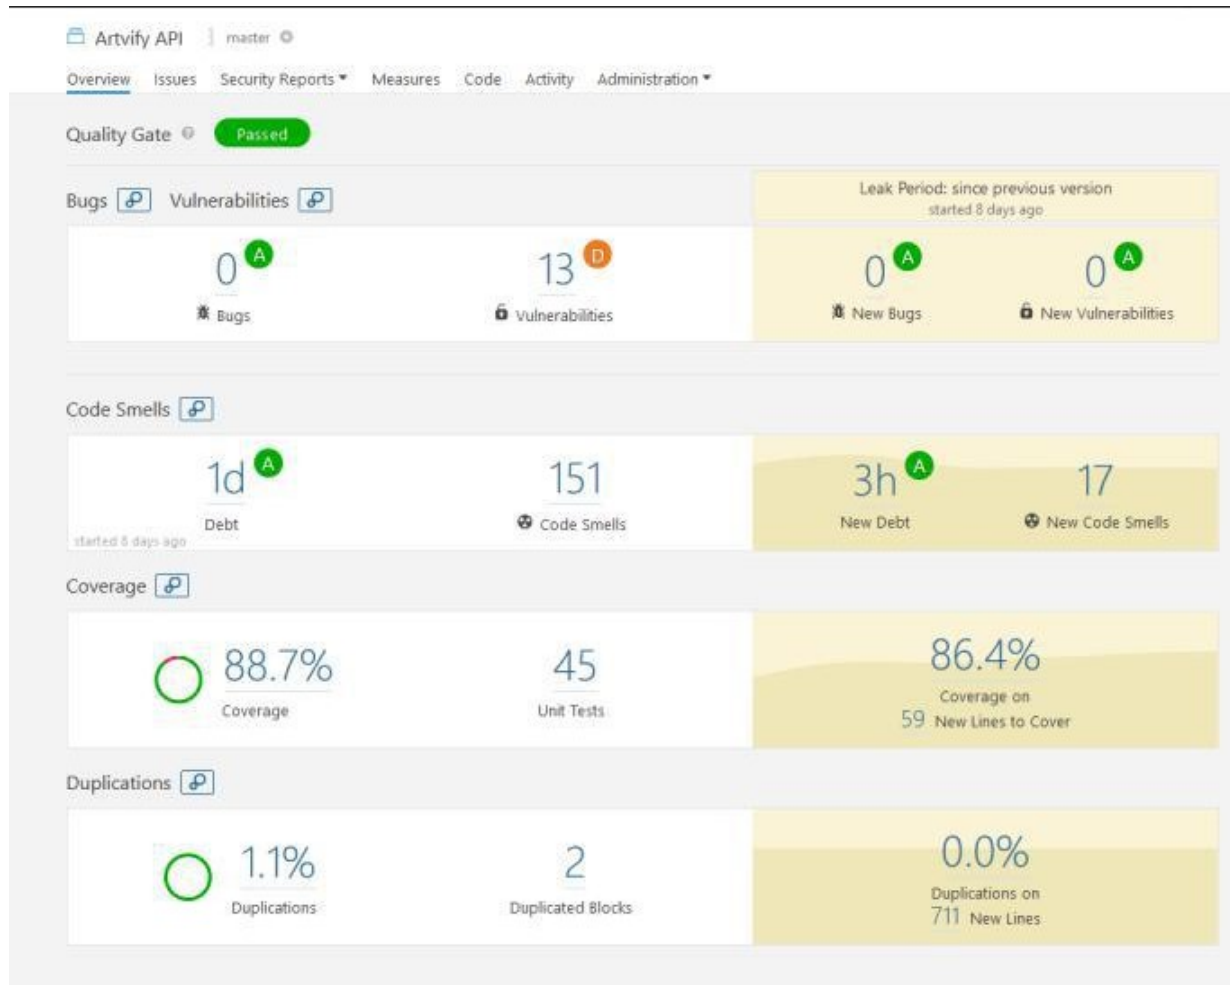 Artvify API master
Overview Issues Security Reports Measures Code Activity Administration
Quality Gate Passed
Bugs Vulnerabilities
Leak Period: since previous version
started 8 days ago
0 A
Bugs
13 D
Vulnerabilities
0 A
New Bugs
0 A
New Vulnerabilities
Code Smells
1d A
Debt
started 8 days ago
151
Code Smells
3h A
New Debt
17
New Code Smells
Coverage
88.7%
Coverage
45
Unit Tests
86.4%
Coverage on
59 New Lines to Cover
Duplications
1.1%
Duplications
2
Duplicated Blocks
0.0%
Duplications on
711 New Lines